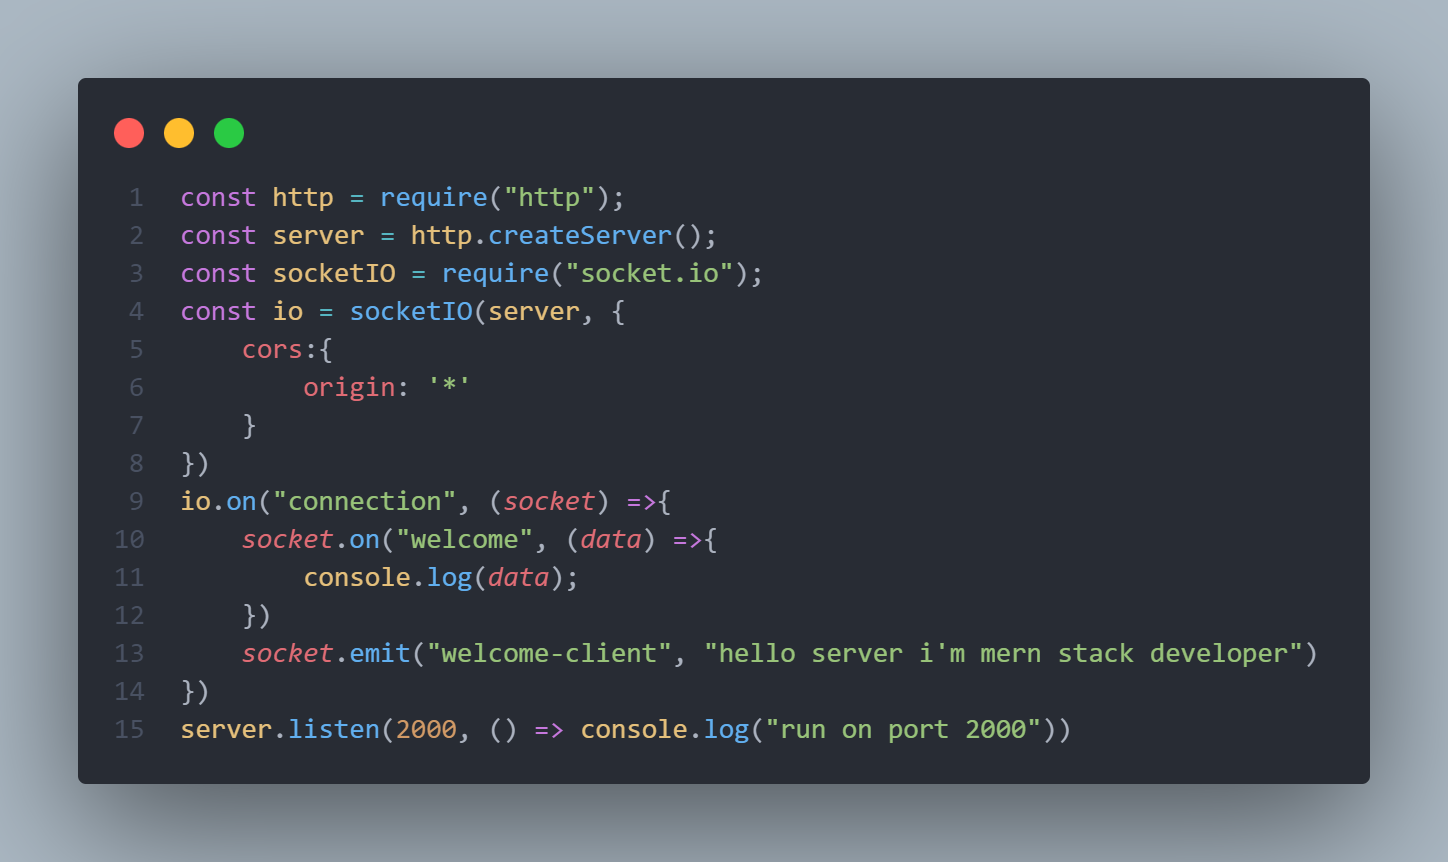 1 const http = require("http");
2 const server = http.createServer();
3 const socketIO = require("socket.io");
4 const io = socketIO(server, {
5     cors:{
6         origin: '*'
7     }
8 })
9 io.on("connection", (socket) =>{
10     socket.on("welcome", (data) =>{
11         console.log(data);
12     })
13     socket.emit("welcome-client", "hello server i'm mern stack developer")
14 })
15 server.listen(2000, () => console.log("run on port 2000"))